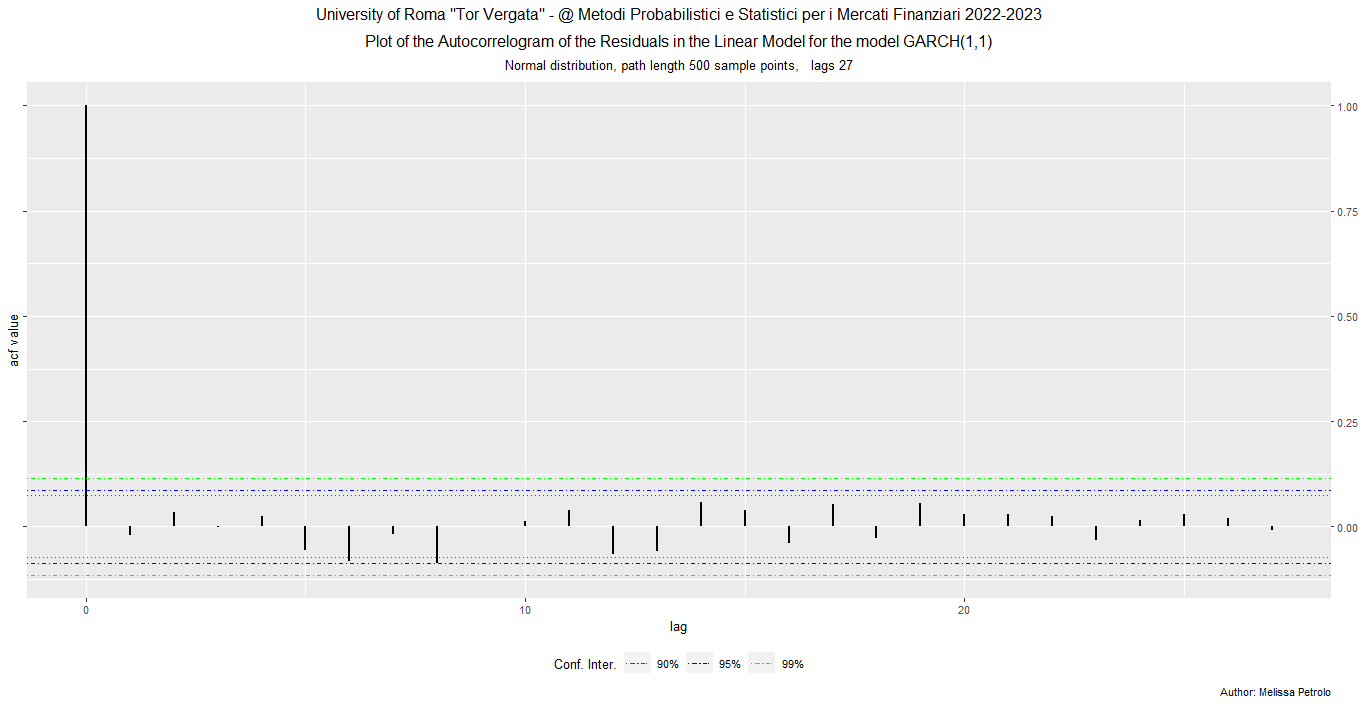 University of Roma "Tor Vergata" - @ Metodi Probabilistici e Statistici per i Mercati Finanziari 2022-2023
Plot of the Autocorrelogram of the Residuals in the Linear Model for the model GARCH(1,1)
Normal distribution, path length 500 sample points,   lags 27
acf value
1.00
0.75
0.50
0.25
0.00
0 10 20
lag
Conf. Inter. 90% 95% 99%
Author: Melissa Petrolo